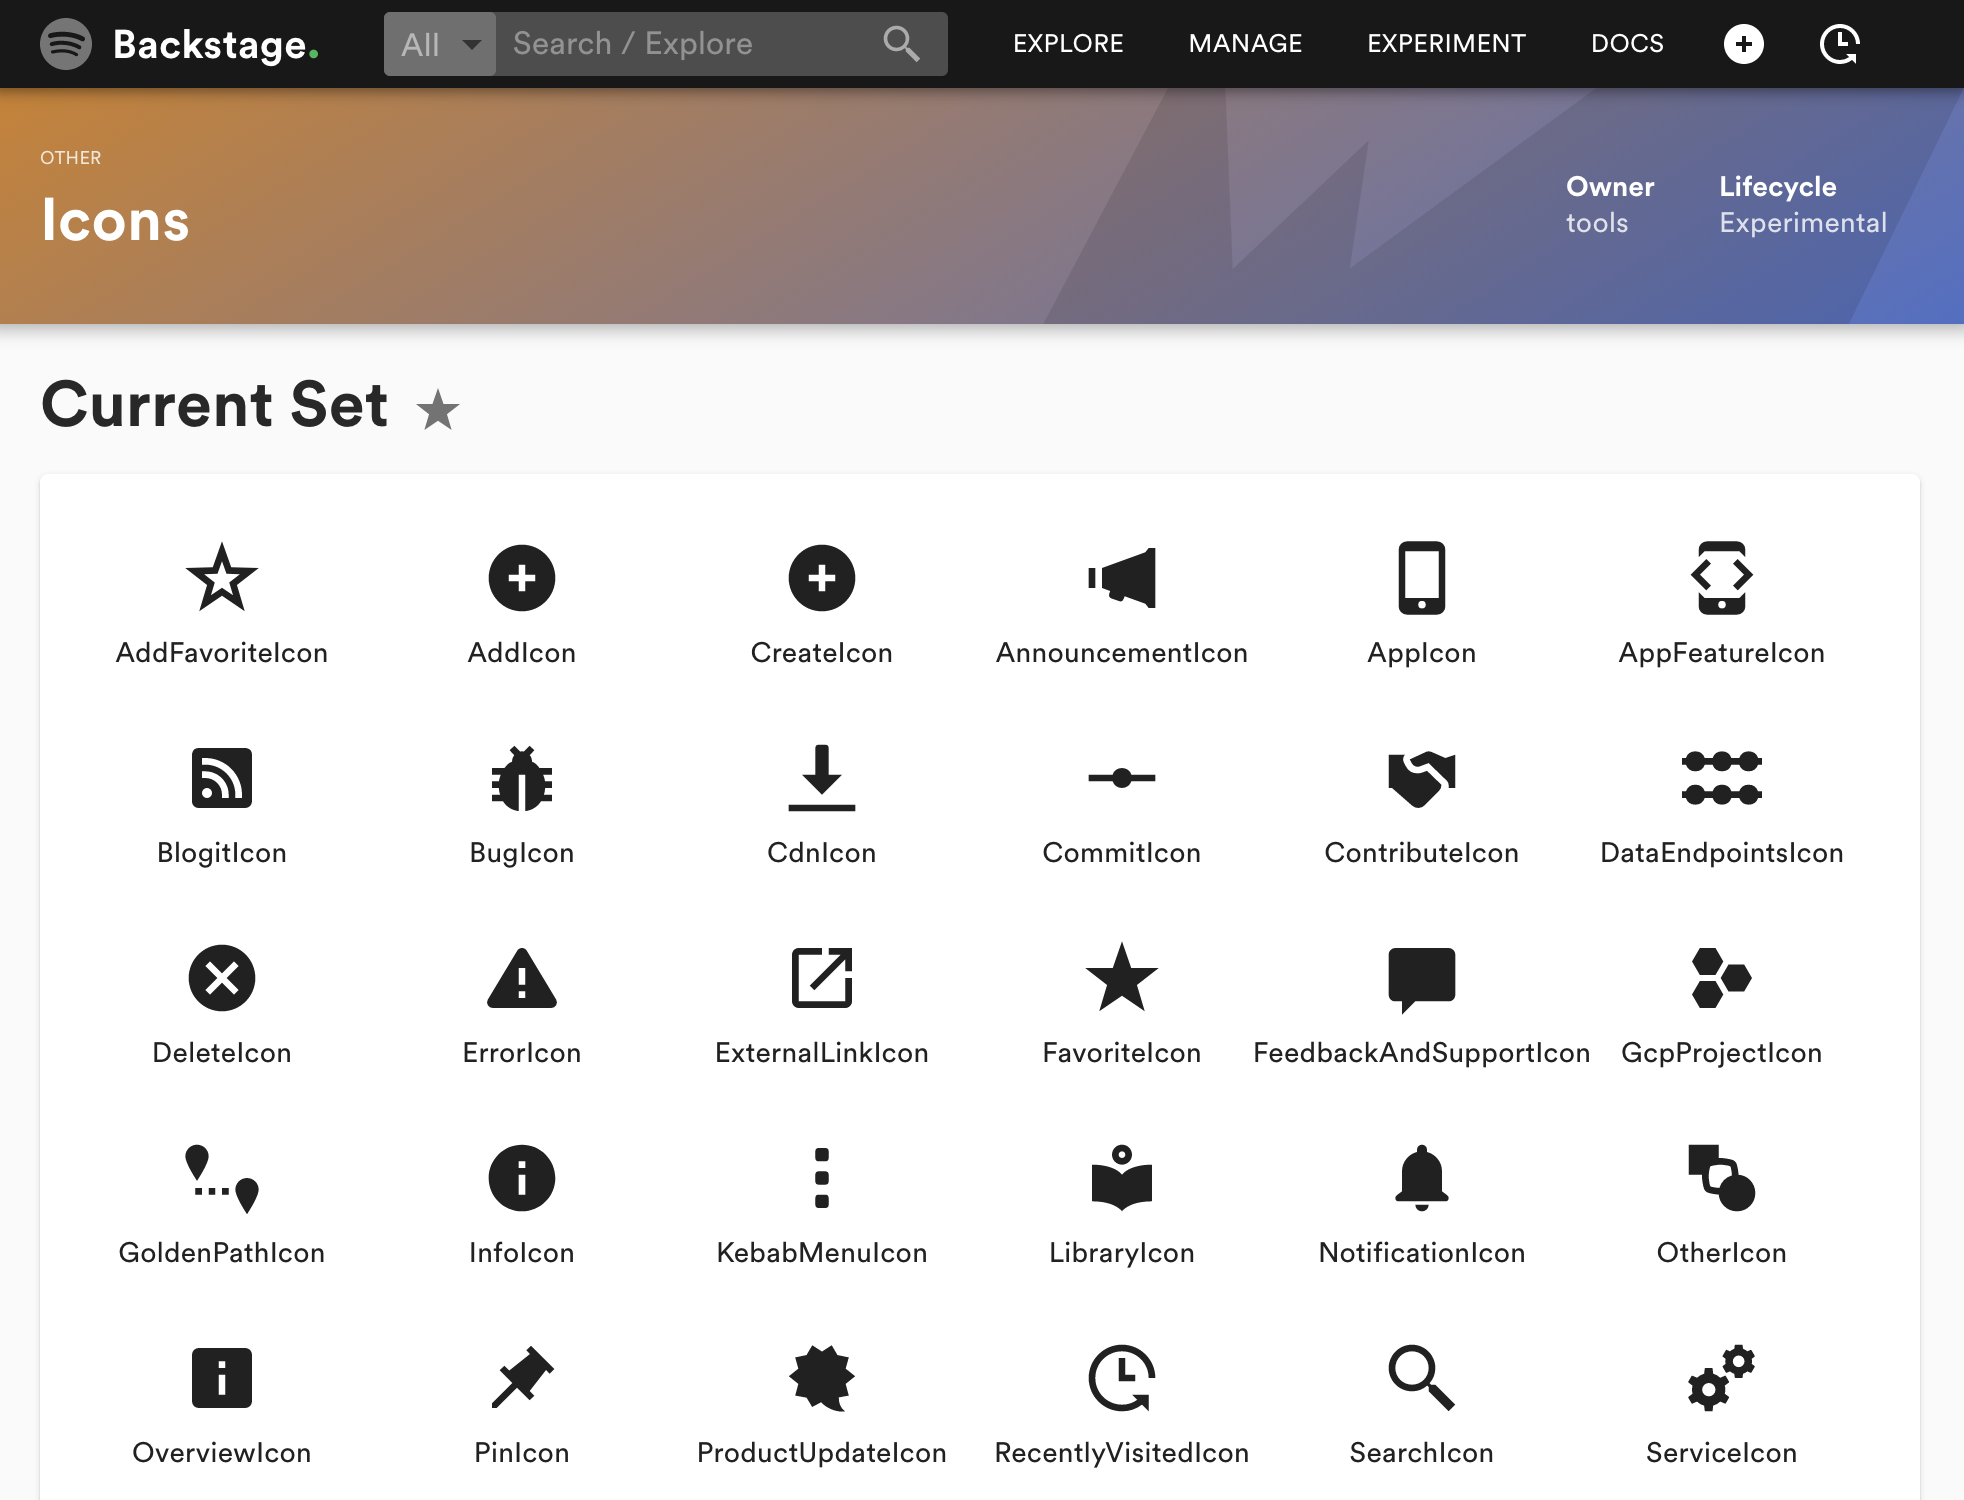 Backstage.
All
Search / Explore
EXPLORE
MANAGE
EXPERIMENT
DOCS
OTHER
Icons
Owner
tools
Lifecycle
Experimental
Current Set
AddFavoriteIcon
AddIcon
CreateIcon
AnnouncementIcon
AppIcon
AppFeatureIcon
BlogitIcon
BugIcon
CdnIcon
CommitIcon
ContributeIcon
DataEndpointsIcon
DeleteIcon
ErrorIcon
ExternalLinkIcon
FavoriteIcon
FeedbackAndSupportIcon
GcpProjectIcon
GoldenPathIcon
InfoIcon
KebabMenuIcon
LibraryIcon
NotificationIcon
OtherIcon
OverviewIcon
PinIcon
ProductUpdateIcon
RecentlyVisitedIcon
SearchIcon
ServiceIcon